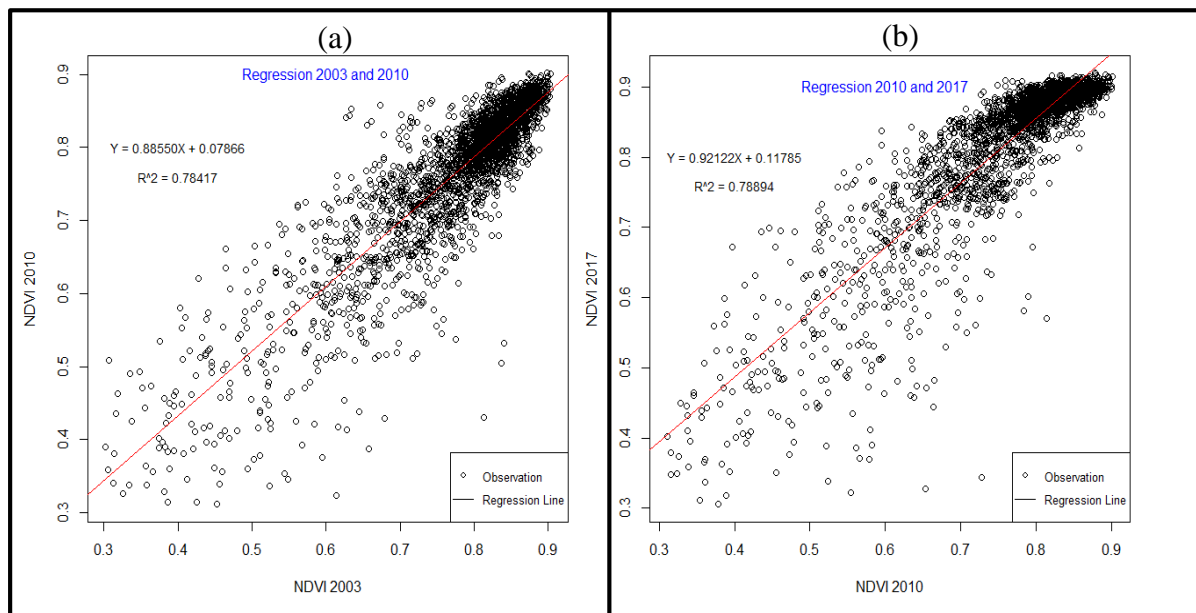 (a)
Regression 2003 and 2010
Y = 0.88550X + 0.07866
R^2 = 0.78417
NDVI 2010
0.9
0.8
0.7
0.6
0.5
0.4
0.3
Observation
Regression Line
0.3 0.4 0.5 0.6 0.7 0.8 0.9
NDVI 2003
(b)
Regression 2010 and 2017
Y = 0.92122X + 0.11785
R^2 = 0.78894
NDVI 2017
0.9
0.8
0.7
0.6
0.5
0.4
0.3
Observation
Regression Line
0.3 0.4 0.5 0.6 0.7 0.8 0.9
NDVI 2010